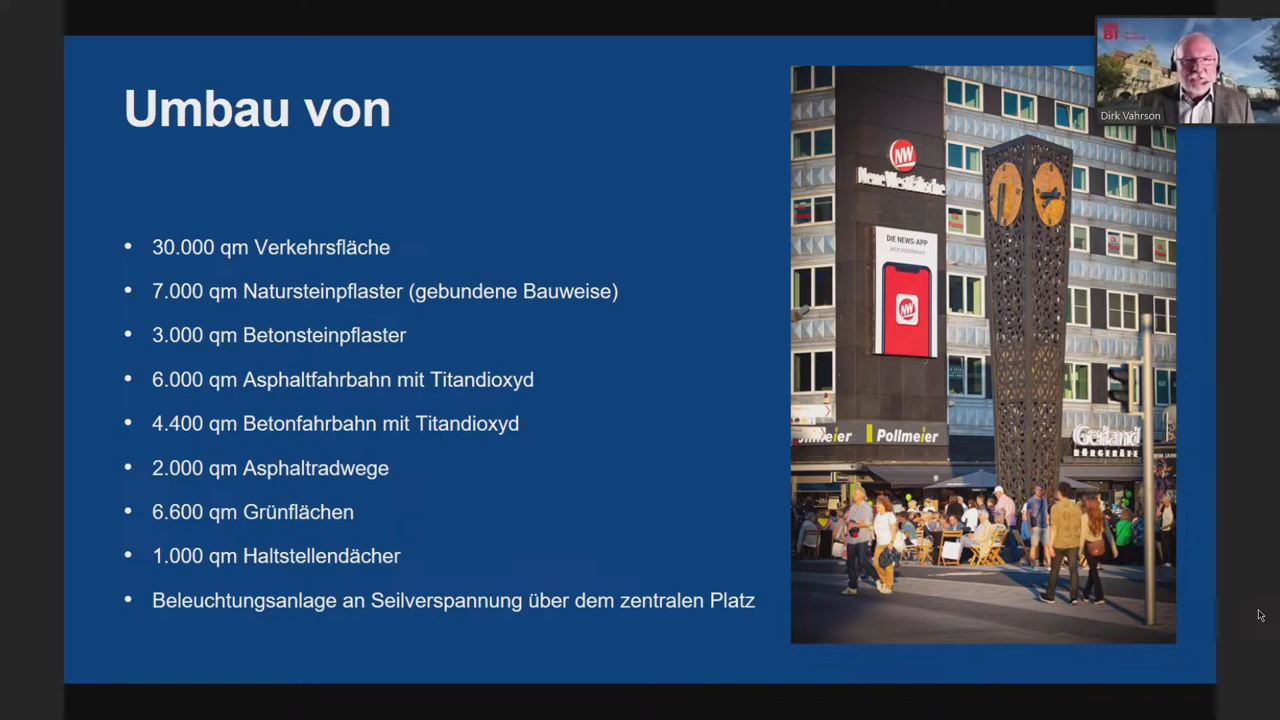 Umbau von
• 30.000 qm Verkehrsfläche
• 7.000 qm Natursteinpflaster (gebundene Bauweise)
• 3.000 qm Betonsteinpflaster
• 6.000 qm Asphaltfahrbahn mit Titandioxyd
• 4.400 qm Betonfahrbahn mit Titandioxyd
• 2.000 qm Asphaltradwege
• 6.600 qm Grünflächen
• 1.000 qm Haltstellendächer
• Beleuchtungsanlage an Seilverspannung über dem zentralen Platz
Dirk Vahrson
NW
Neue Westfälische
DIE NEWS-APP
NW
Pollmeier
Gerland
HÖRGERÄTE